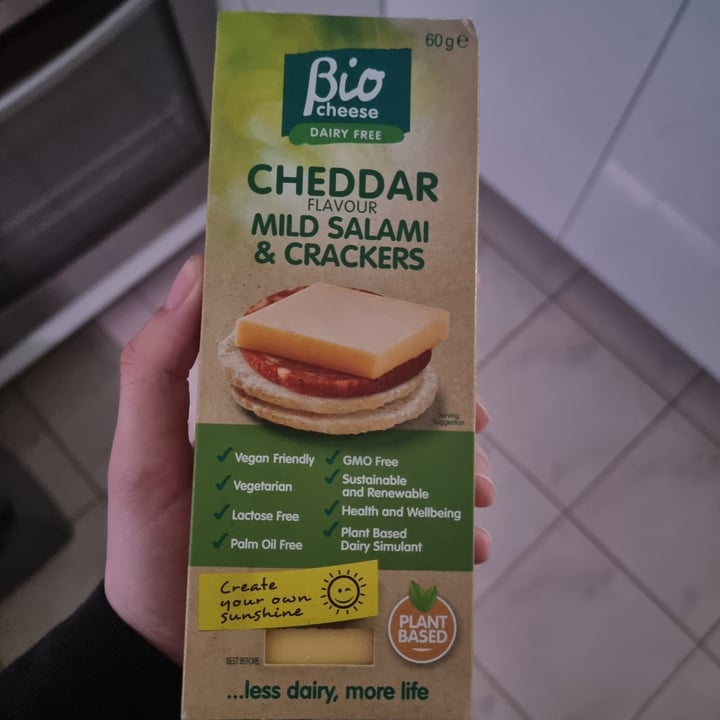 60g℮
Bio
cheese
DAIRY FREE
CHEDDAR
FLAVOUR
MILD SALAMI
& CRACKERS
Serving
Suggestion
Vegan Friendly
Vegetarian
Lactose Free
Palm Oil Free
GMO Free
Sustainable
and Renewable
Health and Wellbeing
Plant Based
Dairy Simulant
Create
your own
sunshine
PLANT
BASED
BEST BEFORE:
...less dairy, more life